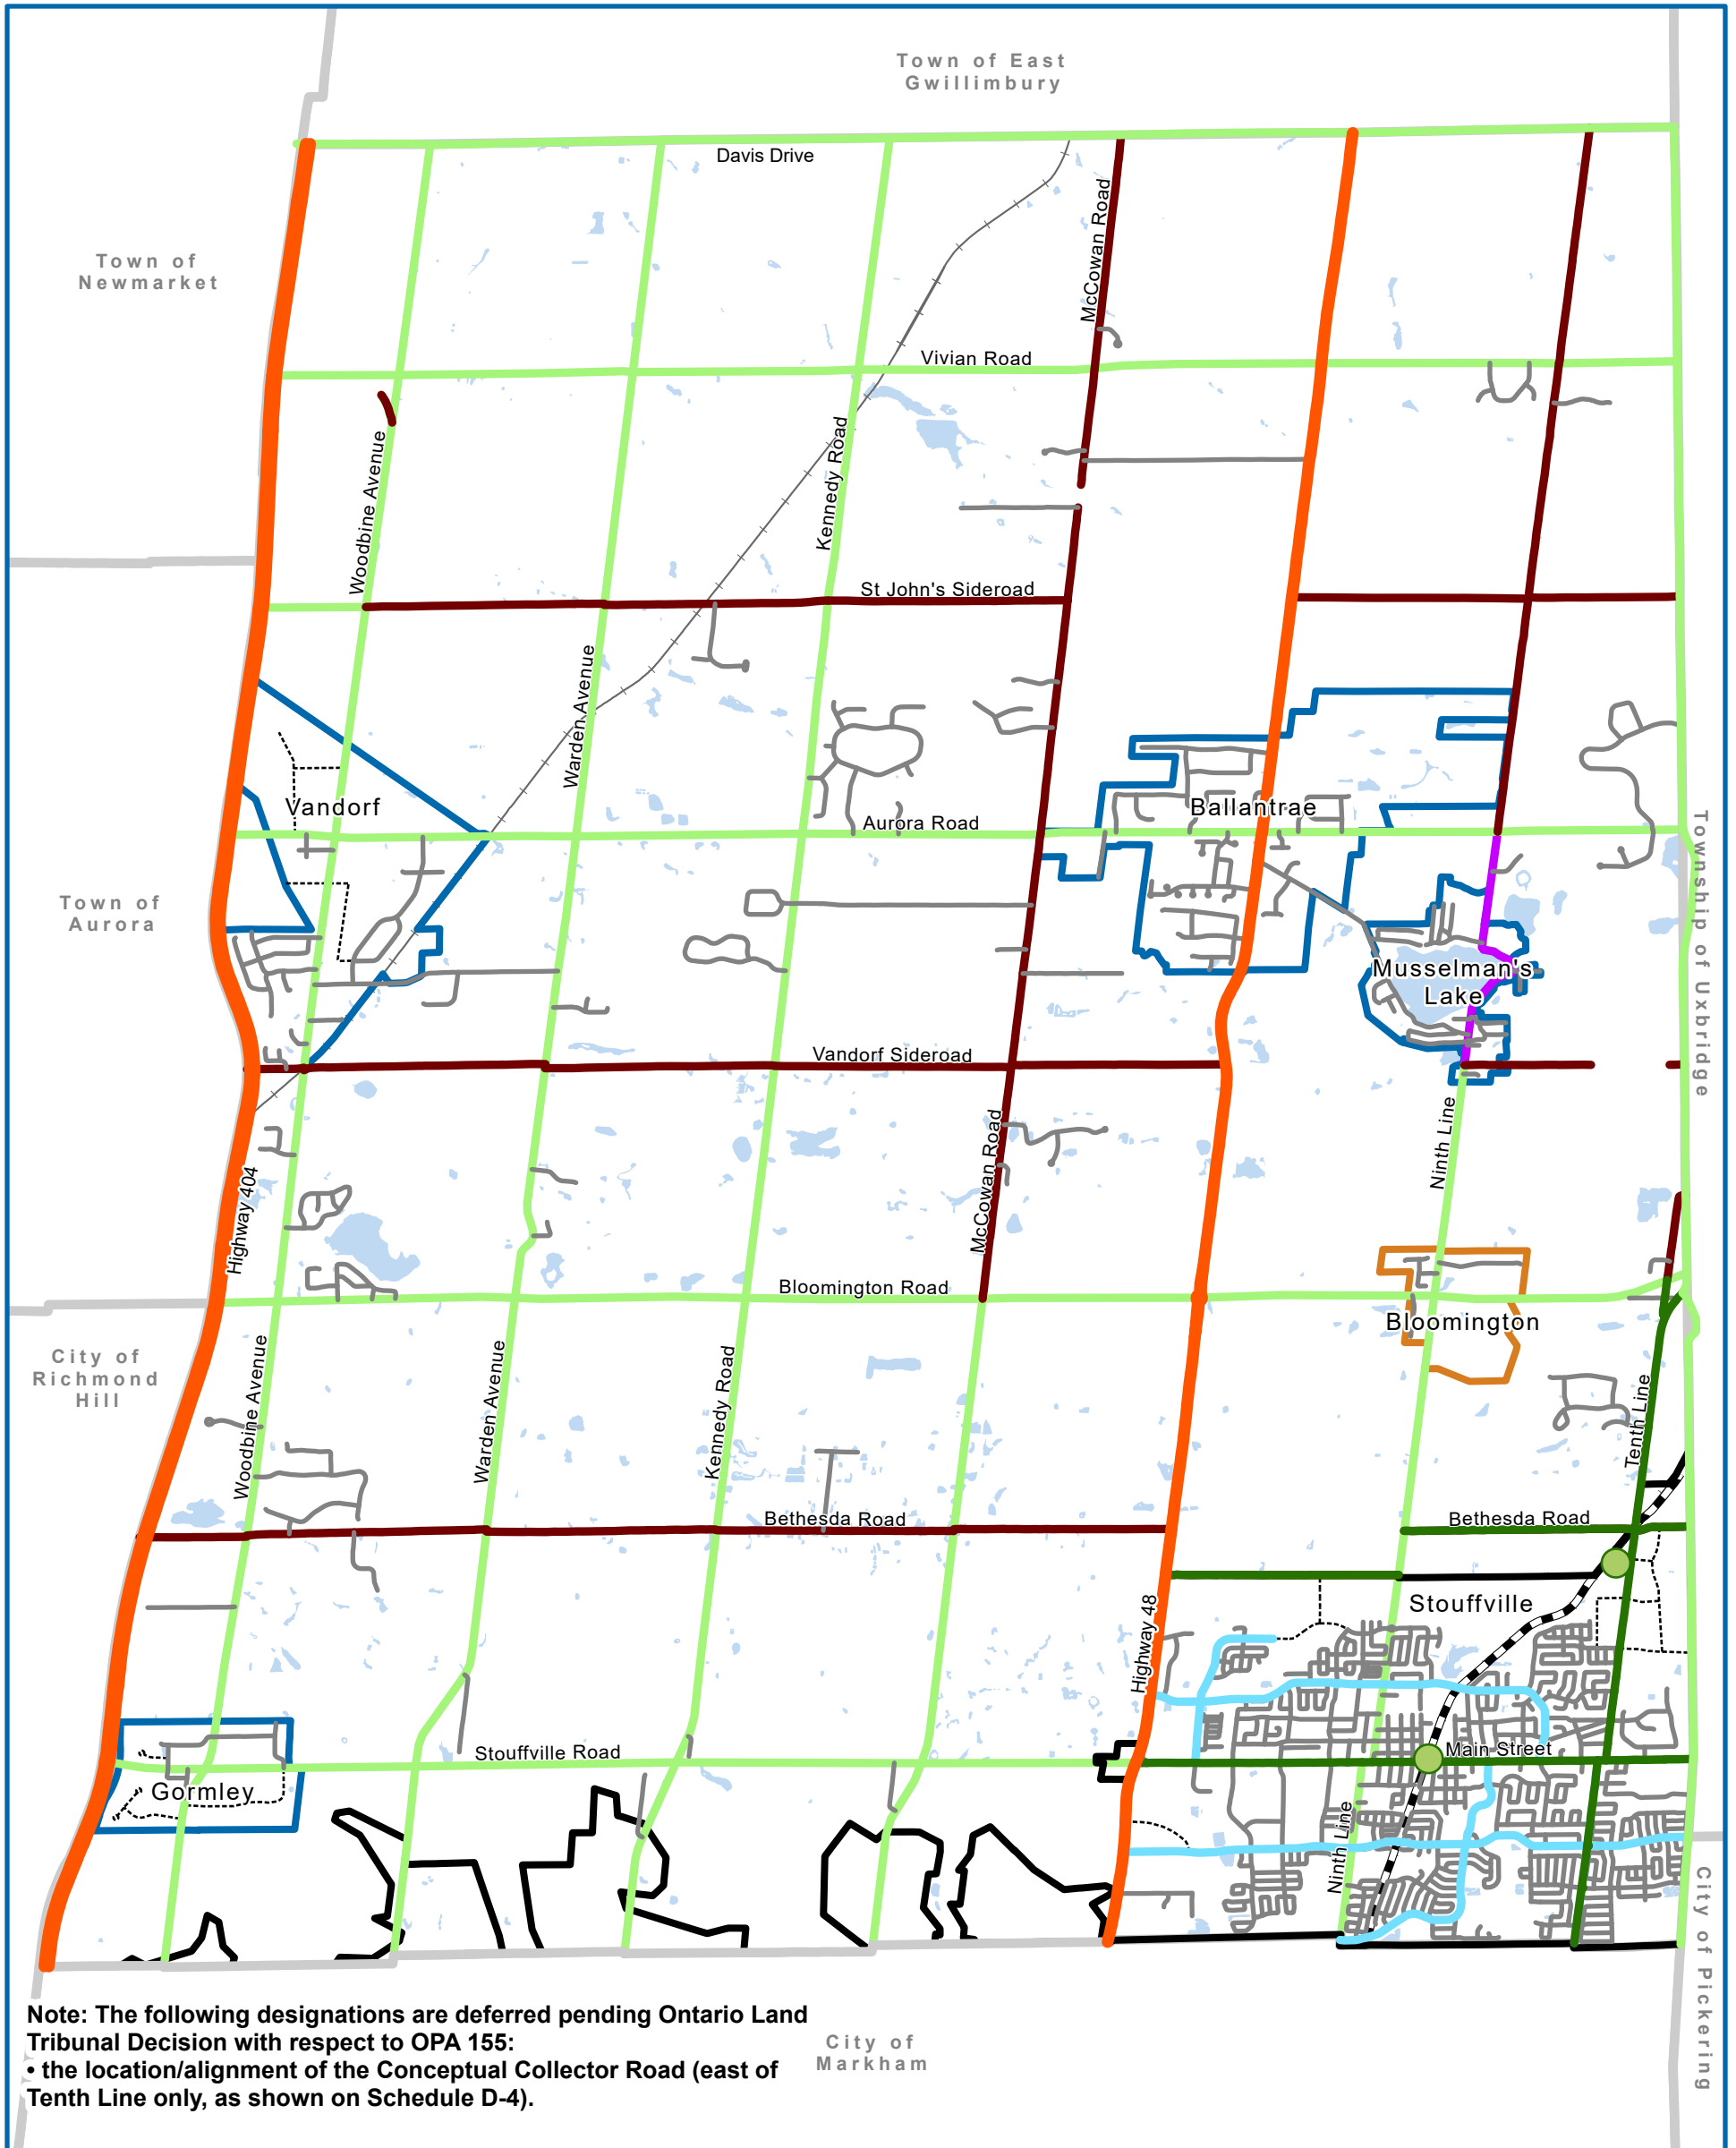 Town of East
Gwillimbury
Davis Drive
McCowan Road
Town of
Newmarket
Vivian Road
Woodbine Avenue
Kennedy Road
St John's Sideroad
Warden Avenue
Vandorf
Ballantrae
Aurora Road
Township of Uxbridge
Town of
Aurora
Musselman's
Lake
Vandorf Sideroad
Ninth Line
McCowan Road
Highway 404
Bloomington Road
Bloomington
City of
Richmond
Hill
Woodbine Avenue
Warden Avenue
Kennedy Road
Tenth Line
Bethesda Road
Bethesda Road
Stouffville
Highway 48
Stouffville Road
Main Street
Gormley
Ninth Line
City of Pickering
Note: The following designations are deferred pending Ontario Land
Tribunal Decision with respect to OPA 155:
• the location/alignment of the Conceptual Collector Road (east of
Tenth Line only, as shown on Schedule D-4).
City of
Markham